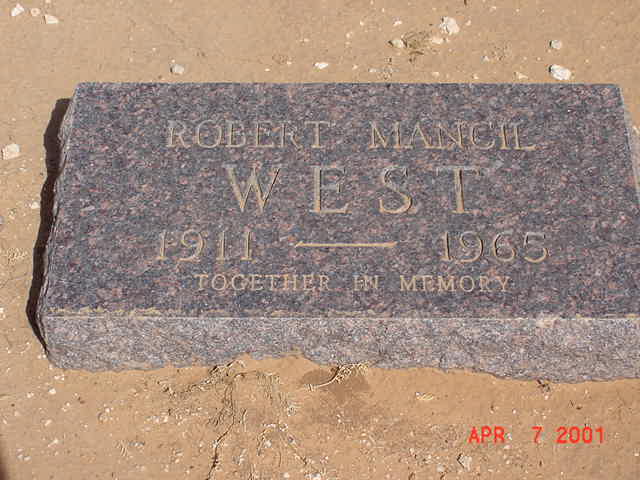 ROBERT MANCIL
WEST
1911 — 1965
TOGETHER IN MEMORY
APR 7 2001